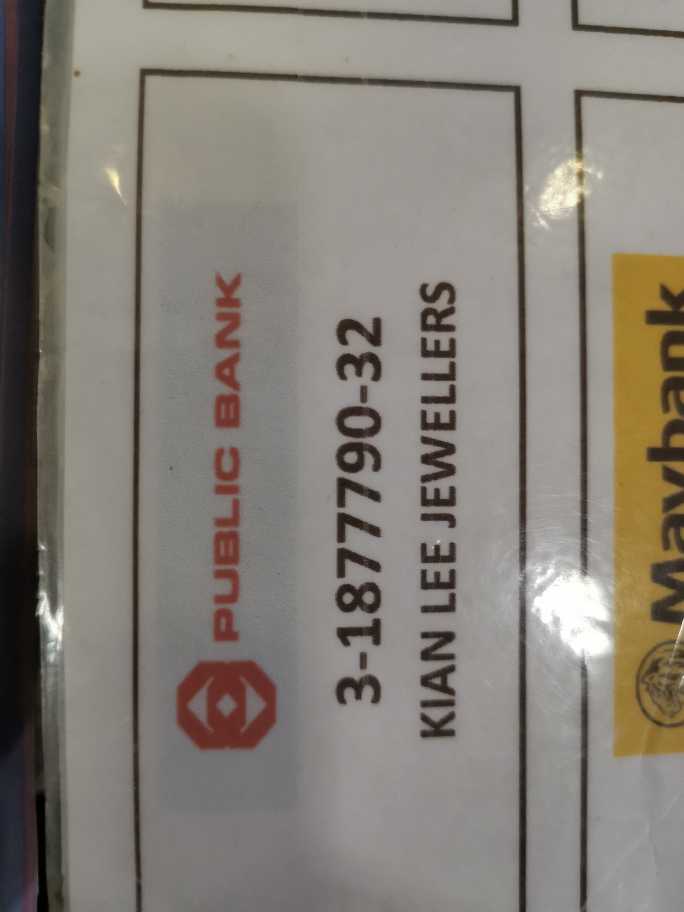 PUBLIC BANK
3-1877790-32
KIAN LEE JEWELLERS
Maybank